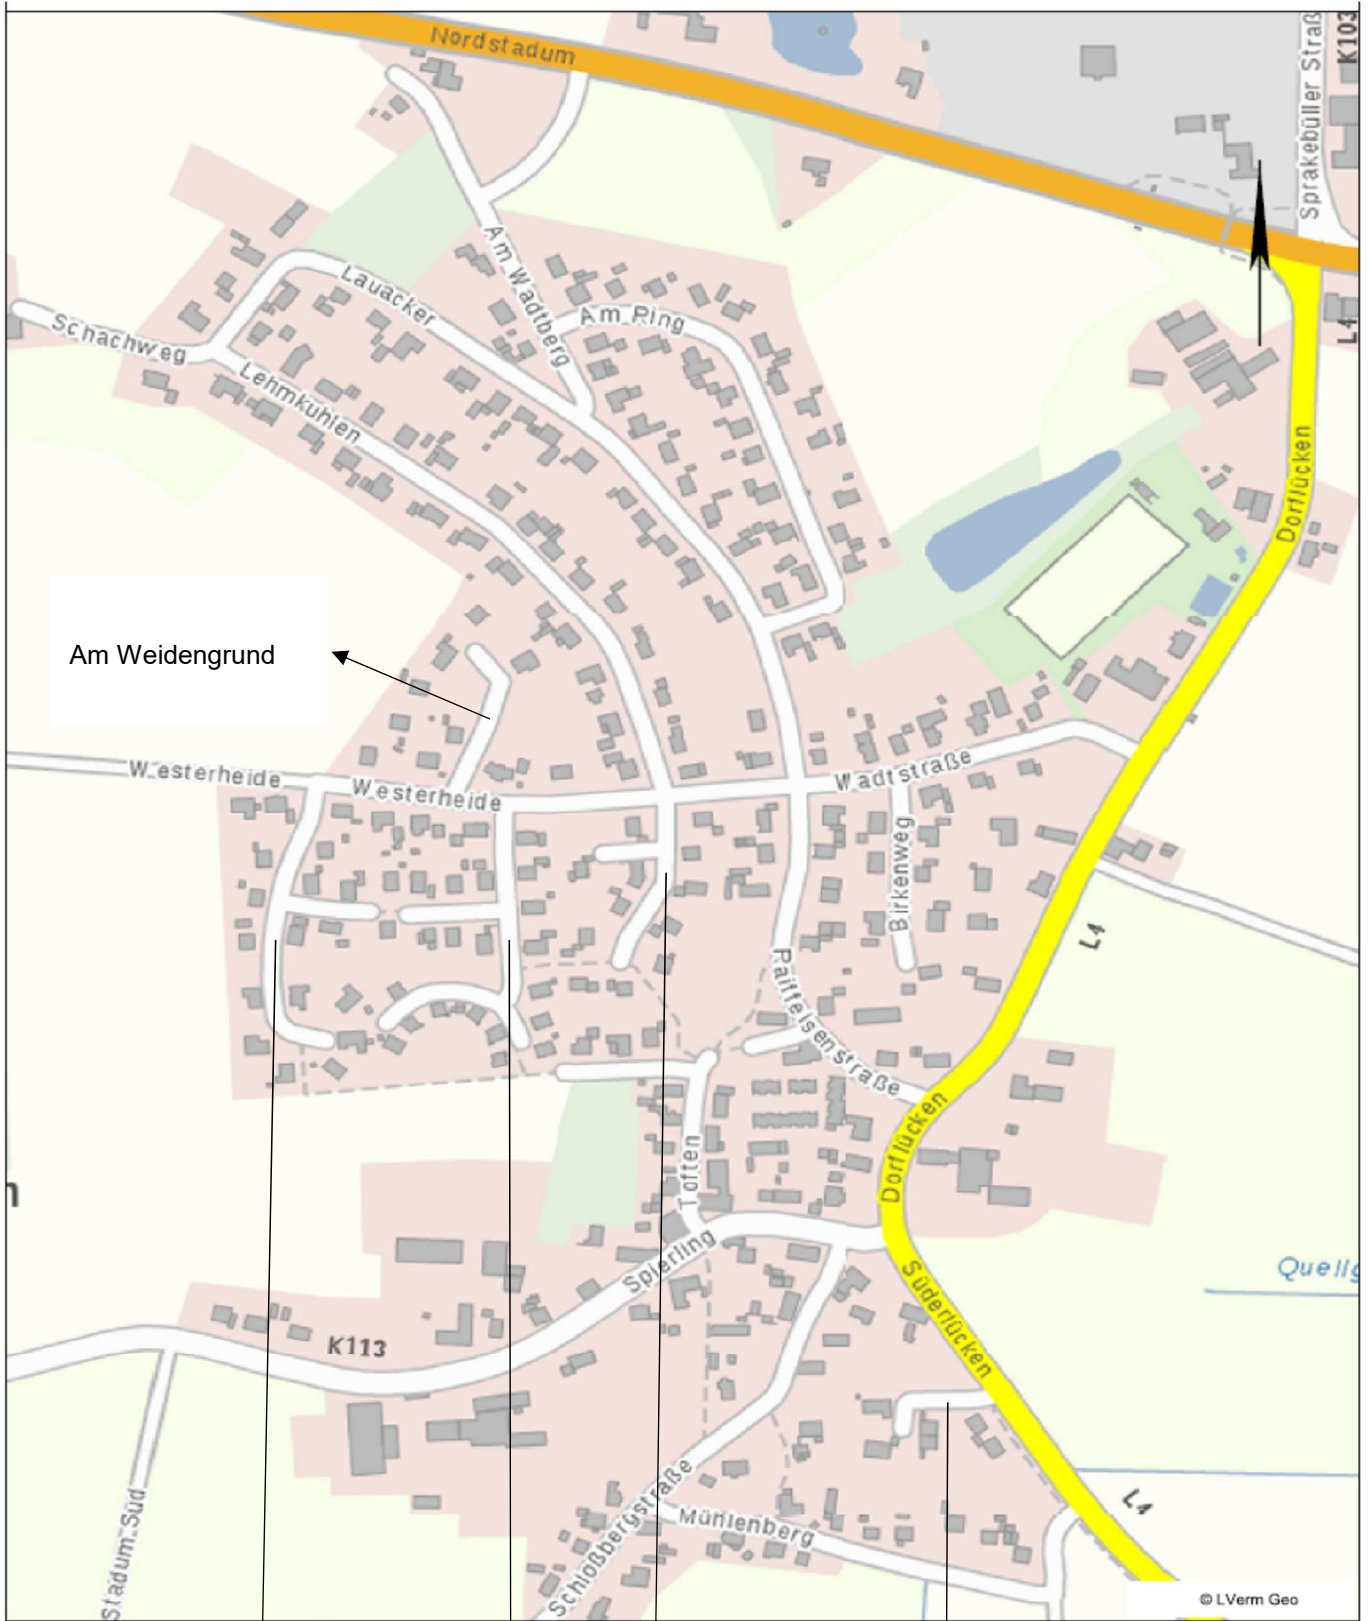 Nordstadum
Sprakebüller Straß
K103
Am Wadtberg
Lauacker
Am Ring
Schachweg
Lehmkuhlen
L4
Dorflücken
Am Weidengrund
Westerheide
Westerheide
Wadtstraße
Birkenweg
L4
Raiffeisenstraße
Dorflücken
Toften
n
Spierling
Süderlücken
Quellg
K113
Stadum Süd
Schloßbergstraße
Mühlenberg
L4
© LVerm Geo